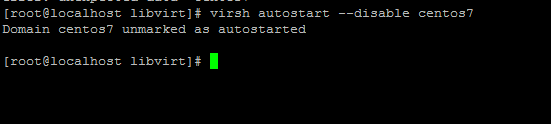 [root@localhost libvirt]# virsh autostart --disable centos7
Domain centos7 unmarked as autostarted
[root@localhost libvirt]#